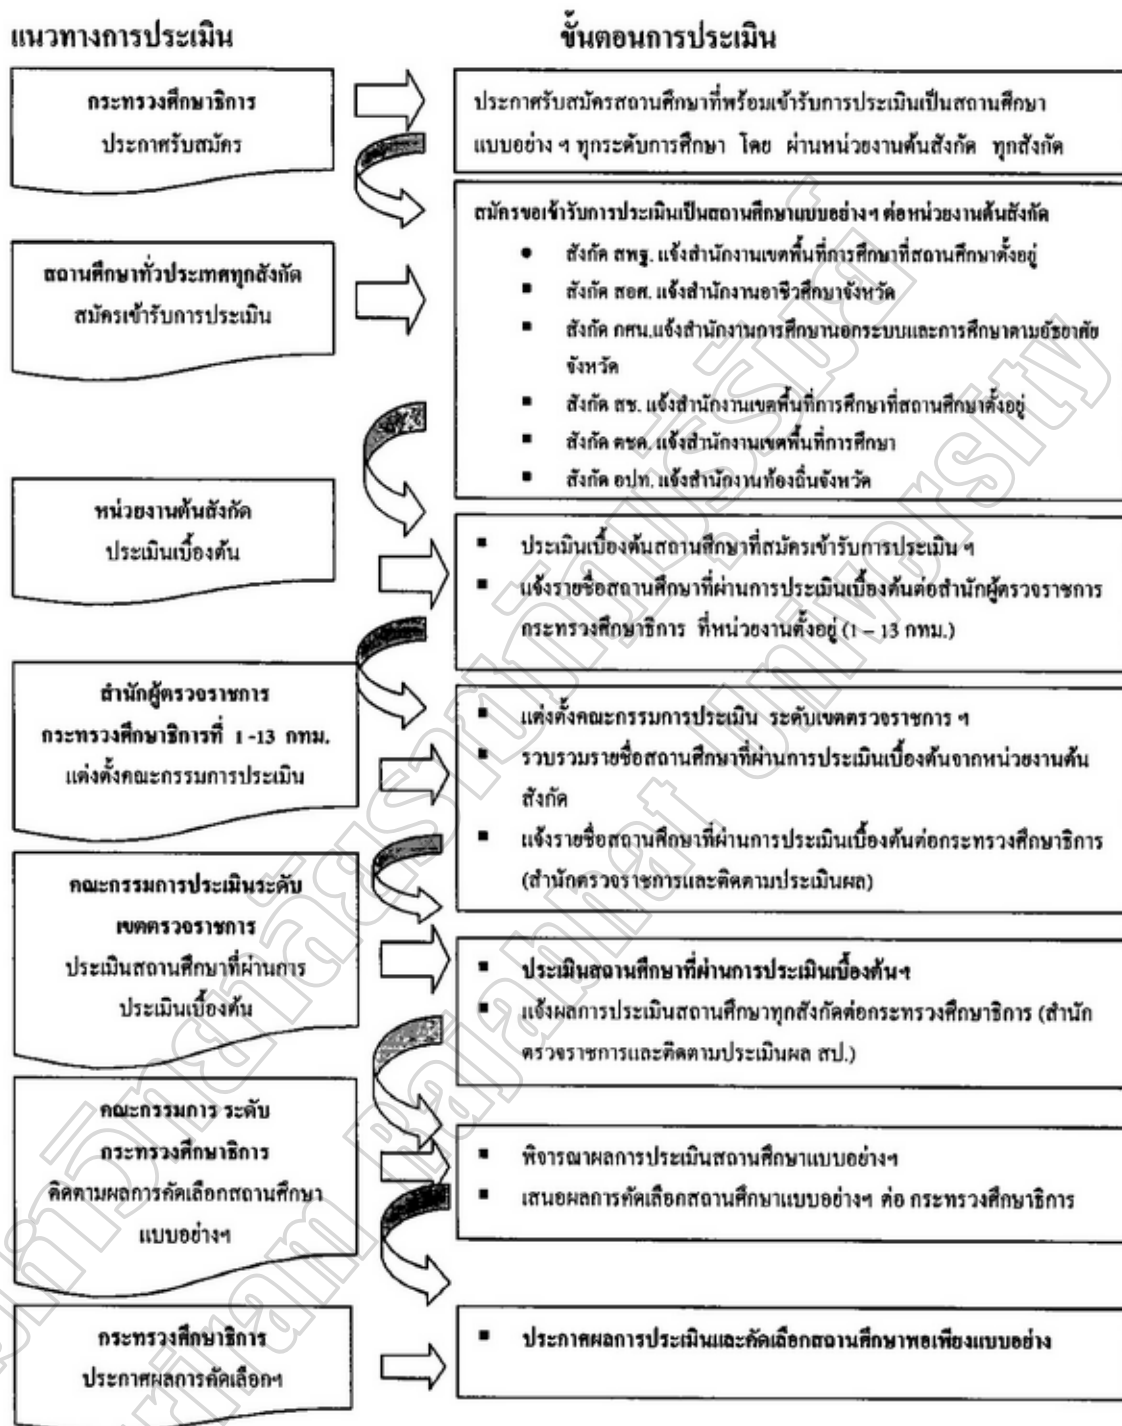 แนวทางการประเมิน
ขั้นตอนการประเมิน
กระทรวงศึกษาธิการ
ประกาศรับสมัคร
ประกาศรับสมัครสถานศึกษาที่พร้อมเข้ารับการประเมินเป็นสถานศึกษา
แบบอย่าง ฯ ทุกระดับการศึกษา โดย ผ่านหน่วยงานต้นสังกัด ทุกสังกัด
สถานศึกษาทั่วประเทศทุกสังกัด
สมัครเข้ารับการประเมิน
สมัครขอเข้ารับการประเมินเป็นสถานศึกษาแบบอย่างฯ ต่อหน่วยงานต้นสังกัด
● สังกัด สพฐ. แจ้งสำนักงานเขตพื้นที่การศึกษาที่สถานศึกษาตั้งอยู่
■ สังกัด สอศ. แจ้งสำนักงานอาชีวศึกษาจังหวัด
■ สังกัด กศน.แจ้งสำนักงานการศึกษานอกระบบและการศึกษาตามอัธยาศัย
จังหวัด
■ สังกัด สช. แจ้งสำนักงานเขตพื้นที่การศึกษาที่สถานศึกษาตั้งอยู่
■ สังกัด ตชด. แจ้งสำนักงานเขตพื้นที่การศึกษา
■ สังกัด อปท. แจ้งสำนักงานท้องถิ่นจังหวัด
หน่วยงานต้นสังกัด
ประเมินเบื้องต้น
■ ประเมินเบื้องต้นสถานศึกษาที่สมัครเข้ารับการประเมิน ฯ
■ แจ้งรายชื่อสถานศึกษาที่ผ่านการประเมินเบื้องต้นต่อสำนักผู้ตรวจราชการ
กระทรวงศึกษาธิการ ที่หน่วยงานตั้งอยู่ (1 – 13 กทม.)
สำนักผู้ตรวจราชการ
กระทรวงศึกษาธิการที่ 1 -13 กทม.
แต่งตั้งคณะกรรมการประเมิน
■ แต่งตั้งคณะกรรมการประเมิน ระดับเขตตรวจราชการ ฯ
■ รวบรวมรายชื่อสถานศึกษาที่ผ่านการประเมินเบื้องต้นจากหน่วยงานต้น
สังกัด
■ แจ้งรายชื่อสถานศึกษาที่ผ่านการประเมินเบื้องต้นต่อกระทรวงศึกษาธิการ
(สำนักตรวจราชการและติดตามประเมินผล)
คณะกรรมการประเมินระดับ
เขตตรวจราชการ
ประเมินสถานศึกษาที่ผ่านการ
ประเมินเบื้องต้น
■ ประเมินสถานศึกษาที่ผ่านการประเมินเบื้องต้นฯ
■ แจ้งผลการประเมินสถานศึกษาทุกสังกัดต่อกระทรวงศึกษาธิการ (สำนัก
ตรวจราชการและติดตามประเมินผล สป.)
คณะกรรมการ ระดับ
กระทรวงศึกษาธิการ
ติดตามผลการคัดเลือกสถานศึกษา
แบบอย่างฯ
■ พิจารณาผลการประเมินสถานศึกษาแบบอย่างฯ
■ เสนอผลการคัดเลือกสถานศึกษาแบบอย่างฯ ต่อ กระทรวงศึกษาธิการ
กระทรวงศึกษาธิการ
ประกาศผลการคัดเลือกฯ
■ ประกาศผลการประเมินและคัดเลือกสถานศึกษาพอเพียงแบบอย่าง